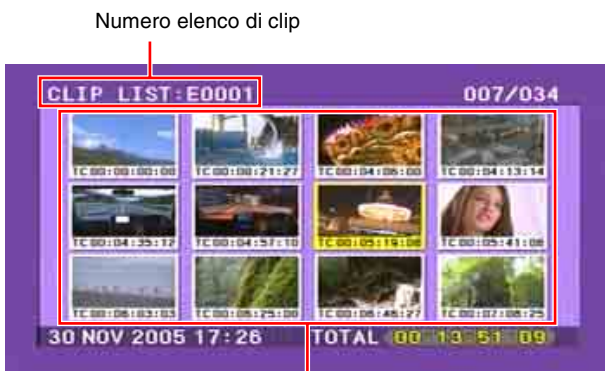 Numero elenco di clip
CLIP LIST:E0001 007/034
TC 00:00:00:00 TC 00:00:21:27 TC 00:04:06:00 TC 00:04:13:14
TC 00:04:35:12 TC 00:04:57:10 TC 00:05:19:08 TC 00:05:41:06
TC 00:06:03:03 TC 00:06:25:00 TC 00:06:46:27 TC 00:07:08:25
30 NOV 2005 17:26 TOTAL 00 13 51 09